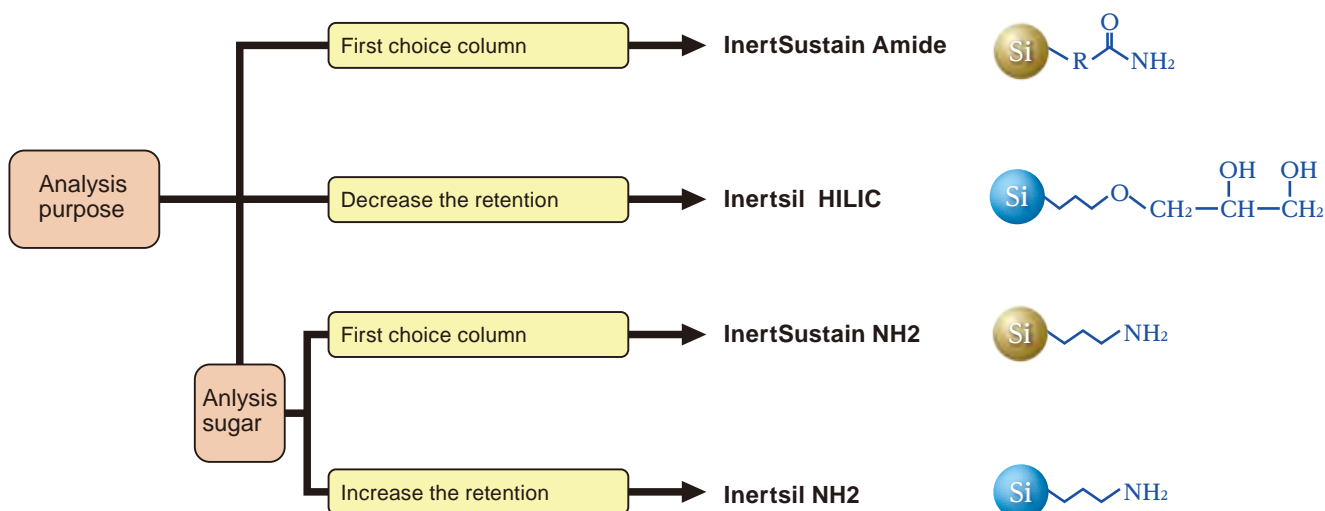 First choice column
InertSustain Amide
Si
R
O
NH₂
Analysis
purpose
Decrease the retention
Inertsil HILIC
Si
O
CH₂
OH
CH
OH
CH₂
Anlysis
sugar
First choice column
InertSustain NH2
Si
NH₂
Increase the retention
Inertsil NH2
Si
NH₂